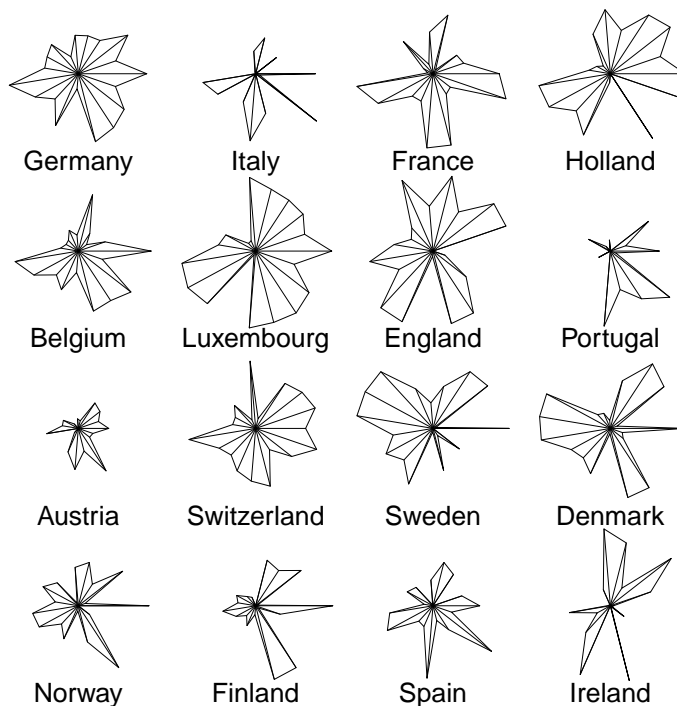 Germany Italy France Holland
Belgium Luxembourg England Portugal
Austria Switzerland Sweden Denmark
Norway Finland Spain Ireland